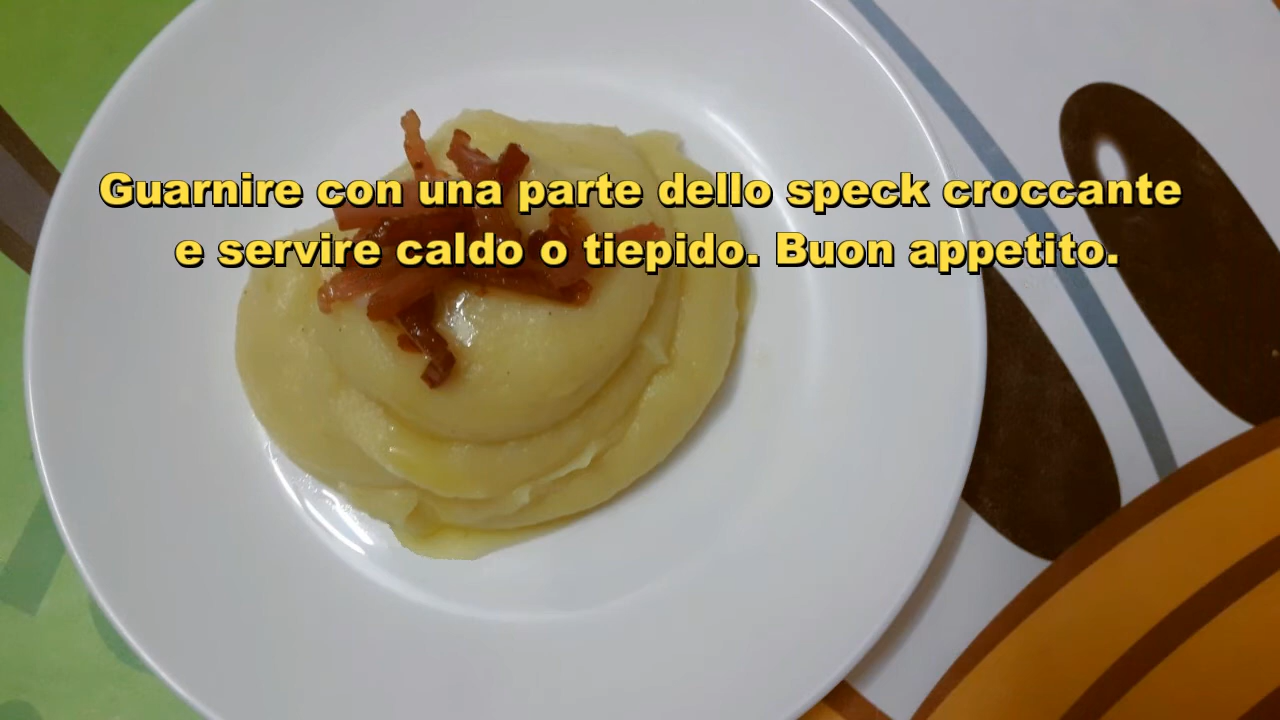 Guarnire con una parte dello speck croccante
e servire caldo o tiepido. Buon appetito.